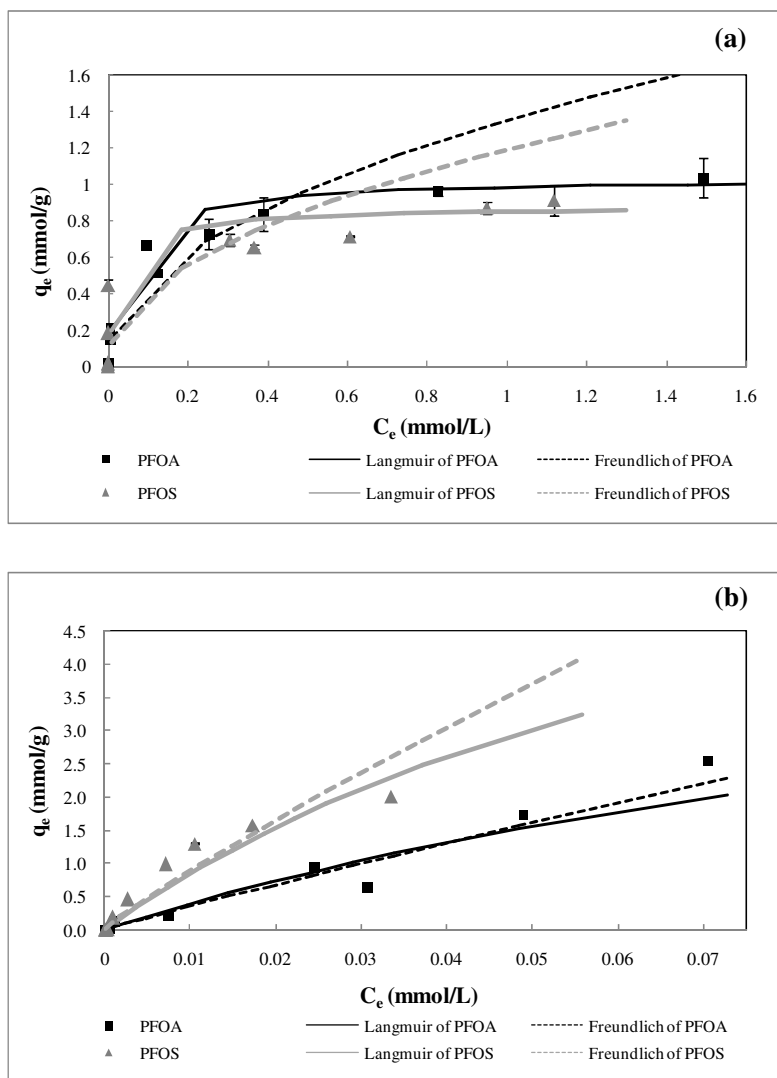 (a)
1.6
1.4
1.2
1
0.8
0.6
0.4
0.2
0
qe (mmol/g)
0 0.2 0.4 0.6 0.8 1 1.2 1.4 1.6
Ce (mmol/L)
PFOA Langmuir of PFOA Freundlich of PFOA
PFOS Langmuir of PFOS Freundlich of PFOS
(b)
4.5
4.0
3.5
3.0
2.5
2.0
1.5
1.0
0.5
0.0
qe (mmol/g)
0 0.01 0.02 0.03 0.04 0.05 0.06 0.07
Ce (mmol/L)
PFOA Langmuir of PFOA Freundlich of PFOA
PFOS Langmuir of PFOS Freundlich of PFOS